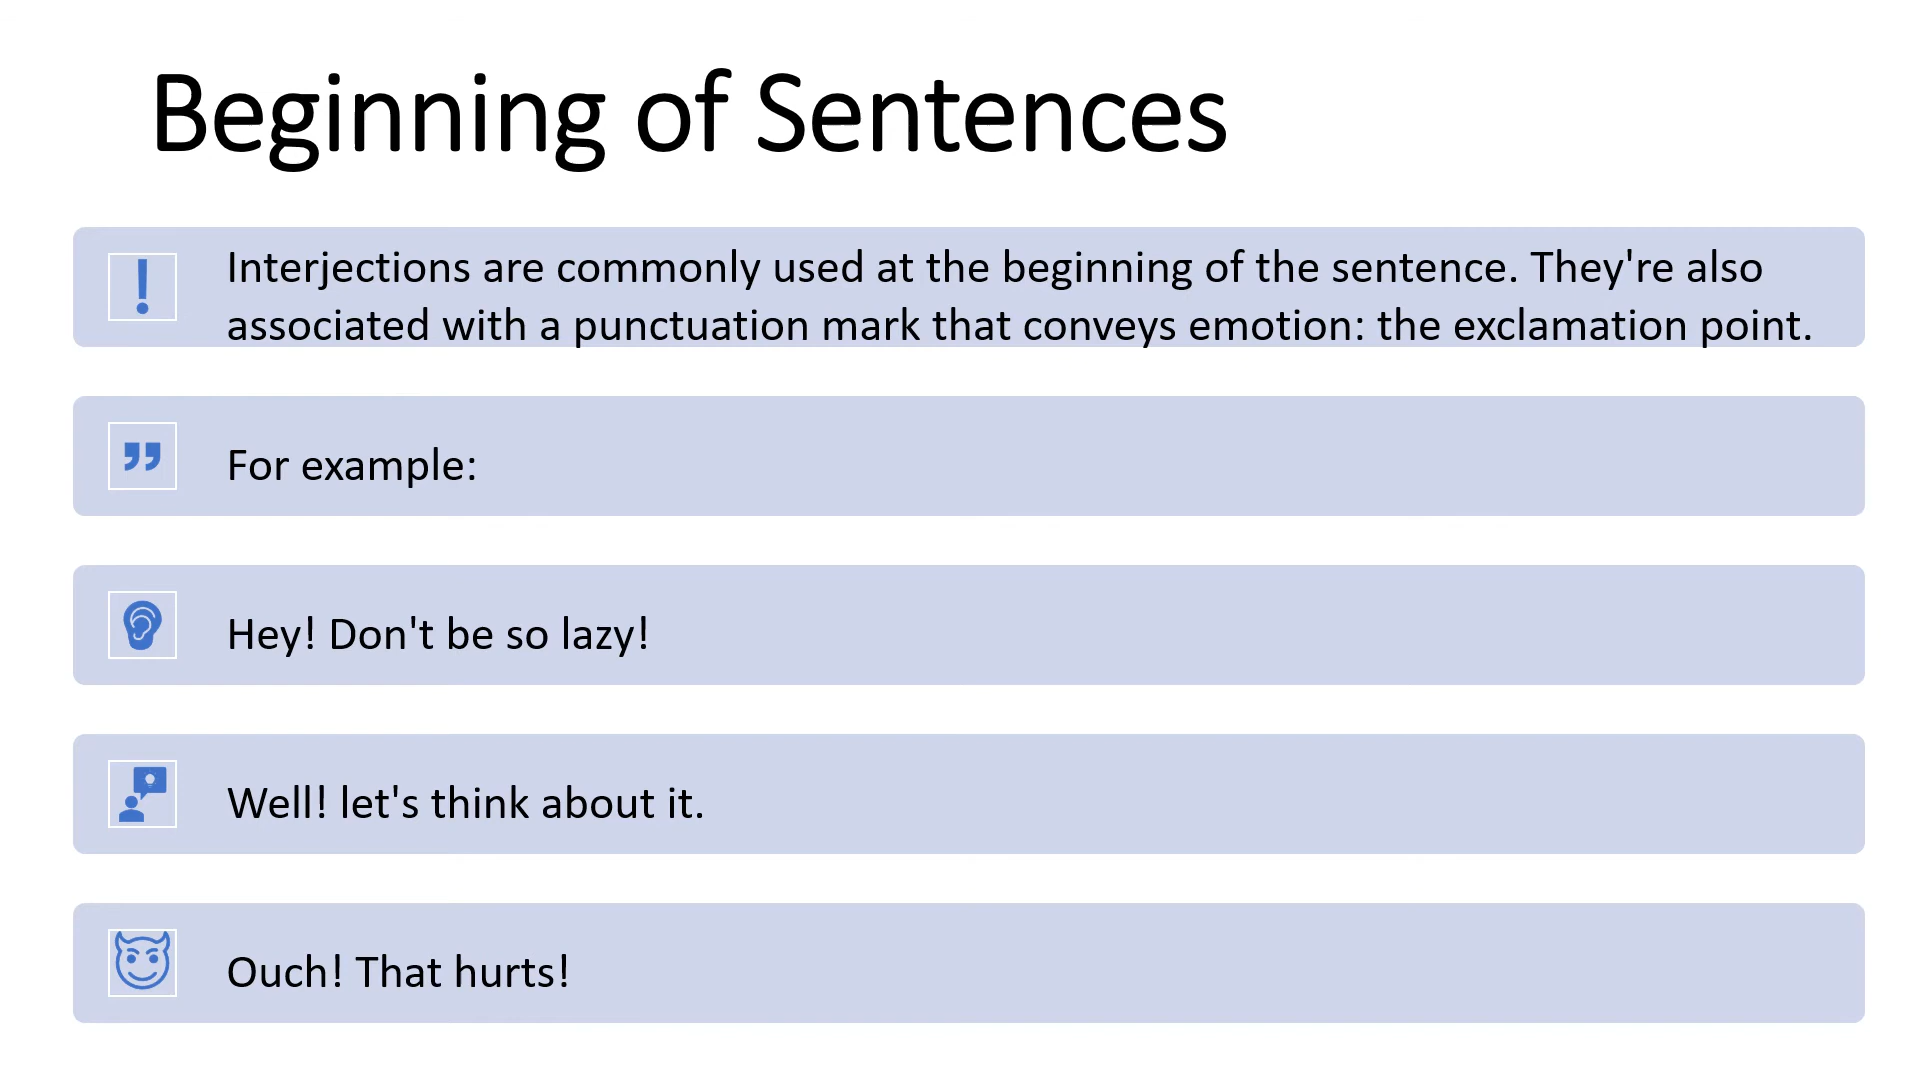 Beginning of Sentences
Interjections are commonly used at the beginning of the sentence. They're also
associated with a punctuation mark that conveys emotion: the exclamation point.
For example:
Hey! Don't be so lazy!
Well! let's think about it.
Ouch! That hurts!